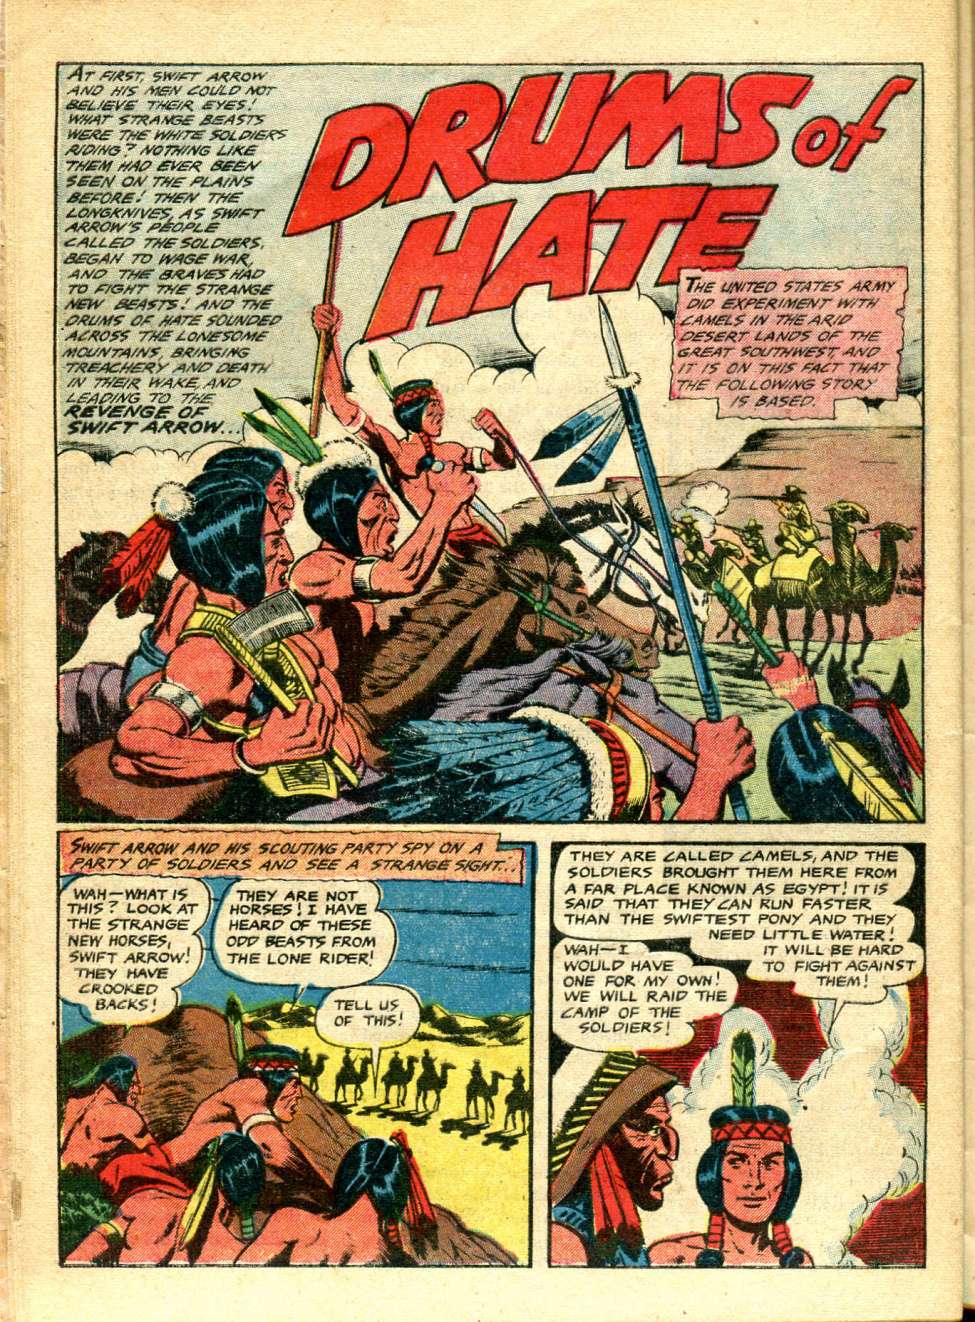 AT FIRST, SWIFT ARROW
AND HIS MEN COULD NOT
BELIEVE THEIR EYES!
WHAT STRANGE BEASTS
WERE THE WHITE SOLDIERS
RIDING? NOTHING LIKE
THEM HAD EVER BEEN
SEEN ON THE PLAINS
BEFORE! THEN THE
LONGKNIVES, AS SWIFT
ARROW'S PEOPLE
CALLED THE SOLDIERS,
BEGAN TO WAGE WAR,
AND THE BRAVES HAD
TO FIGHT THE STRANGE
NEW BEASTS! AND THE
DRUMS OF HATE SOUNDED
ACROSS THE LONESOME
MOUNTAINS, BRINGING
TREACHERY AND DEATH
IN THEIR WAKE, AND
LEADING TO THE
REVENGE OF
SWIFT ARROW...
DRUMS of
HATE
THE UNITED STATES ARMY
DID EXPERIMENT WITH
CAMELS IN THE ARID
DESERT LANDS OF THE
GREAT SOUTHWEST, AND
IT IS ON THIS FACT THAT
THE FOLLOWING STORY
IS BASED.
SWIFT ARROW AND HIS SCOUTING PARTY SPY ON A
PARTY OF SOLDIERS AND SEE A STRANGE SIGHT...
WAH—WHAT IS
THIS? LOOK AT
THE STRANGE
NEW HORSES,
SWIFT ARROW!
THEY HAVE
CROOKED
BACKS!
THEY ARE NOT
HORSES! I HAVE
HEARD OF THESE
ODD BEASTS FROM
THE LONE RIDER!
TELL US
OF THIS!
THEY ARE CALLED CAMELS, AND THE
SOLDIERS BROUGHT THEM HERE FROM
A FAR PLACE KNOWN AS EGYPT! IT IS
SAID THAT THEY CAN RUN FASTER
THAN THE SWIFTEST PONY AND THEY
NEED LITTLE WATER!
IT WILL BE HARD
TO FIGHT AGAINST
THEM!
WAH—I
WOULD HAVE
ONE FOR MY OWN!
WE WILL RAID THE
CAMP OF THE
SOLDIERS!